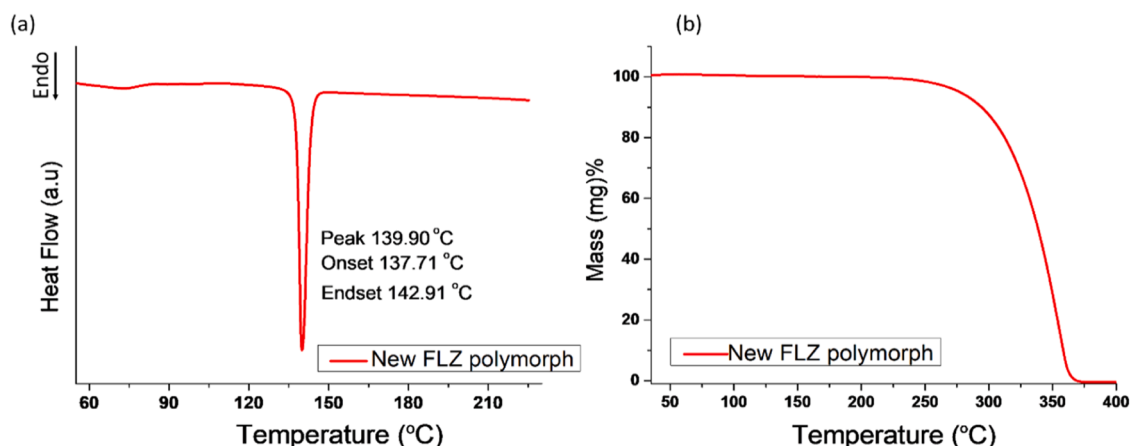 (a)
Endo
Heat Flow (a.u)
Peak 139.90 °C
Onset 137.71 °C
Endset 142.91 °C
New FLZ polymorph
60 90 120 150 180 210
Temperature (°C)
(b)
Mass (mg)%
100
80
60
40
20
0
New FLZ polymorph
50 100 150 200 250 300 350 400
Temperature (°C)